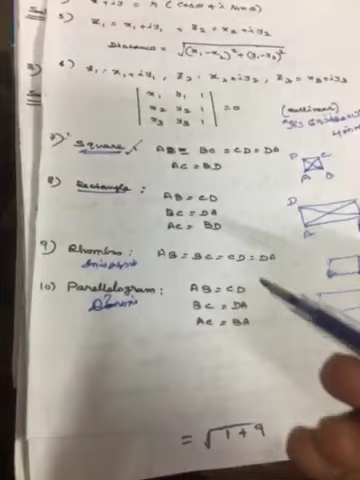 5) z₁ = x₁+iy₁ , z₂ = x₂+iy₂
Distance = √(x₁-x₂)²+(y₁-y₂)²
6) z₁ = x₁+iy₁, z₂ = x₂+iy₂, z₃ = x₃+iy₃
| x₁ y₁ 1 |
| x₂ y₂ 1 | = 0
| x₃ y₃ 1 |
7) Square AB = BC = CD = DA
AC = BD
8) Rectangle :
AB = CD
BC = DA
AC = BD
9) Rhombus : AB = BC = CD = DA
10) Parallelogram : AB = CD
BC = DA
AC = BA
= √1+9